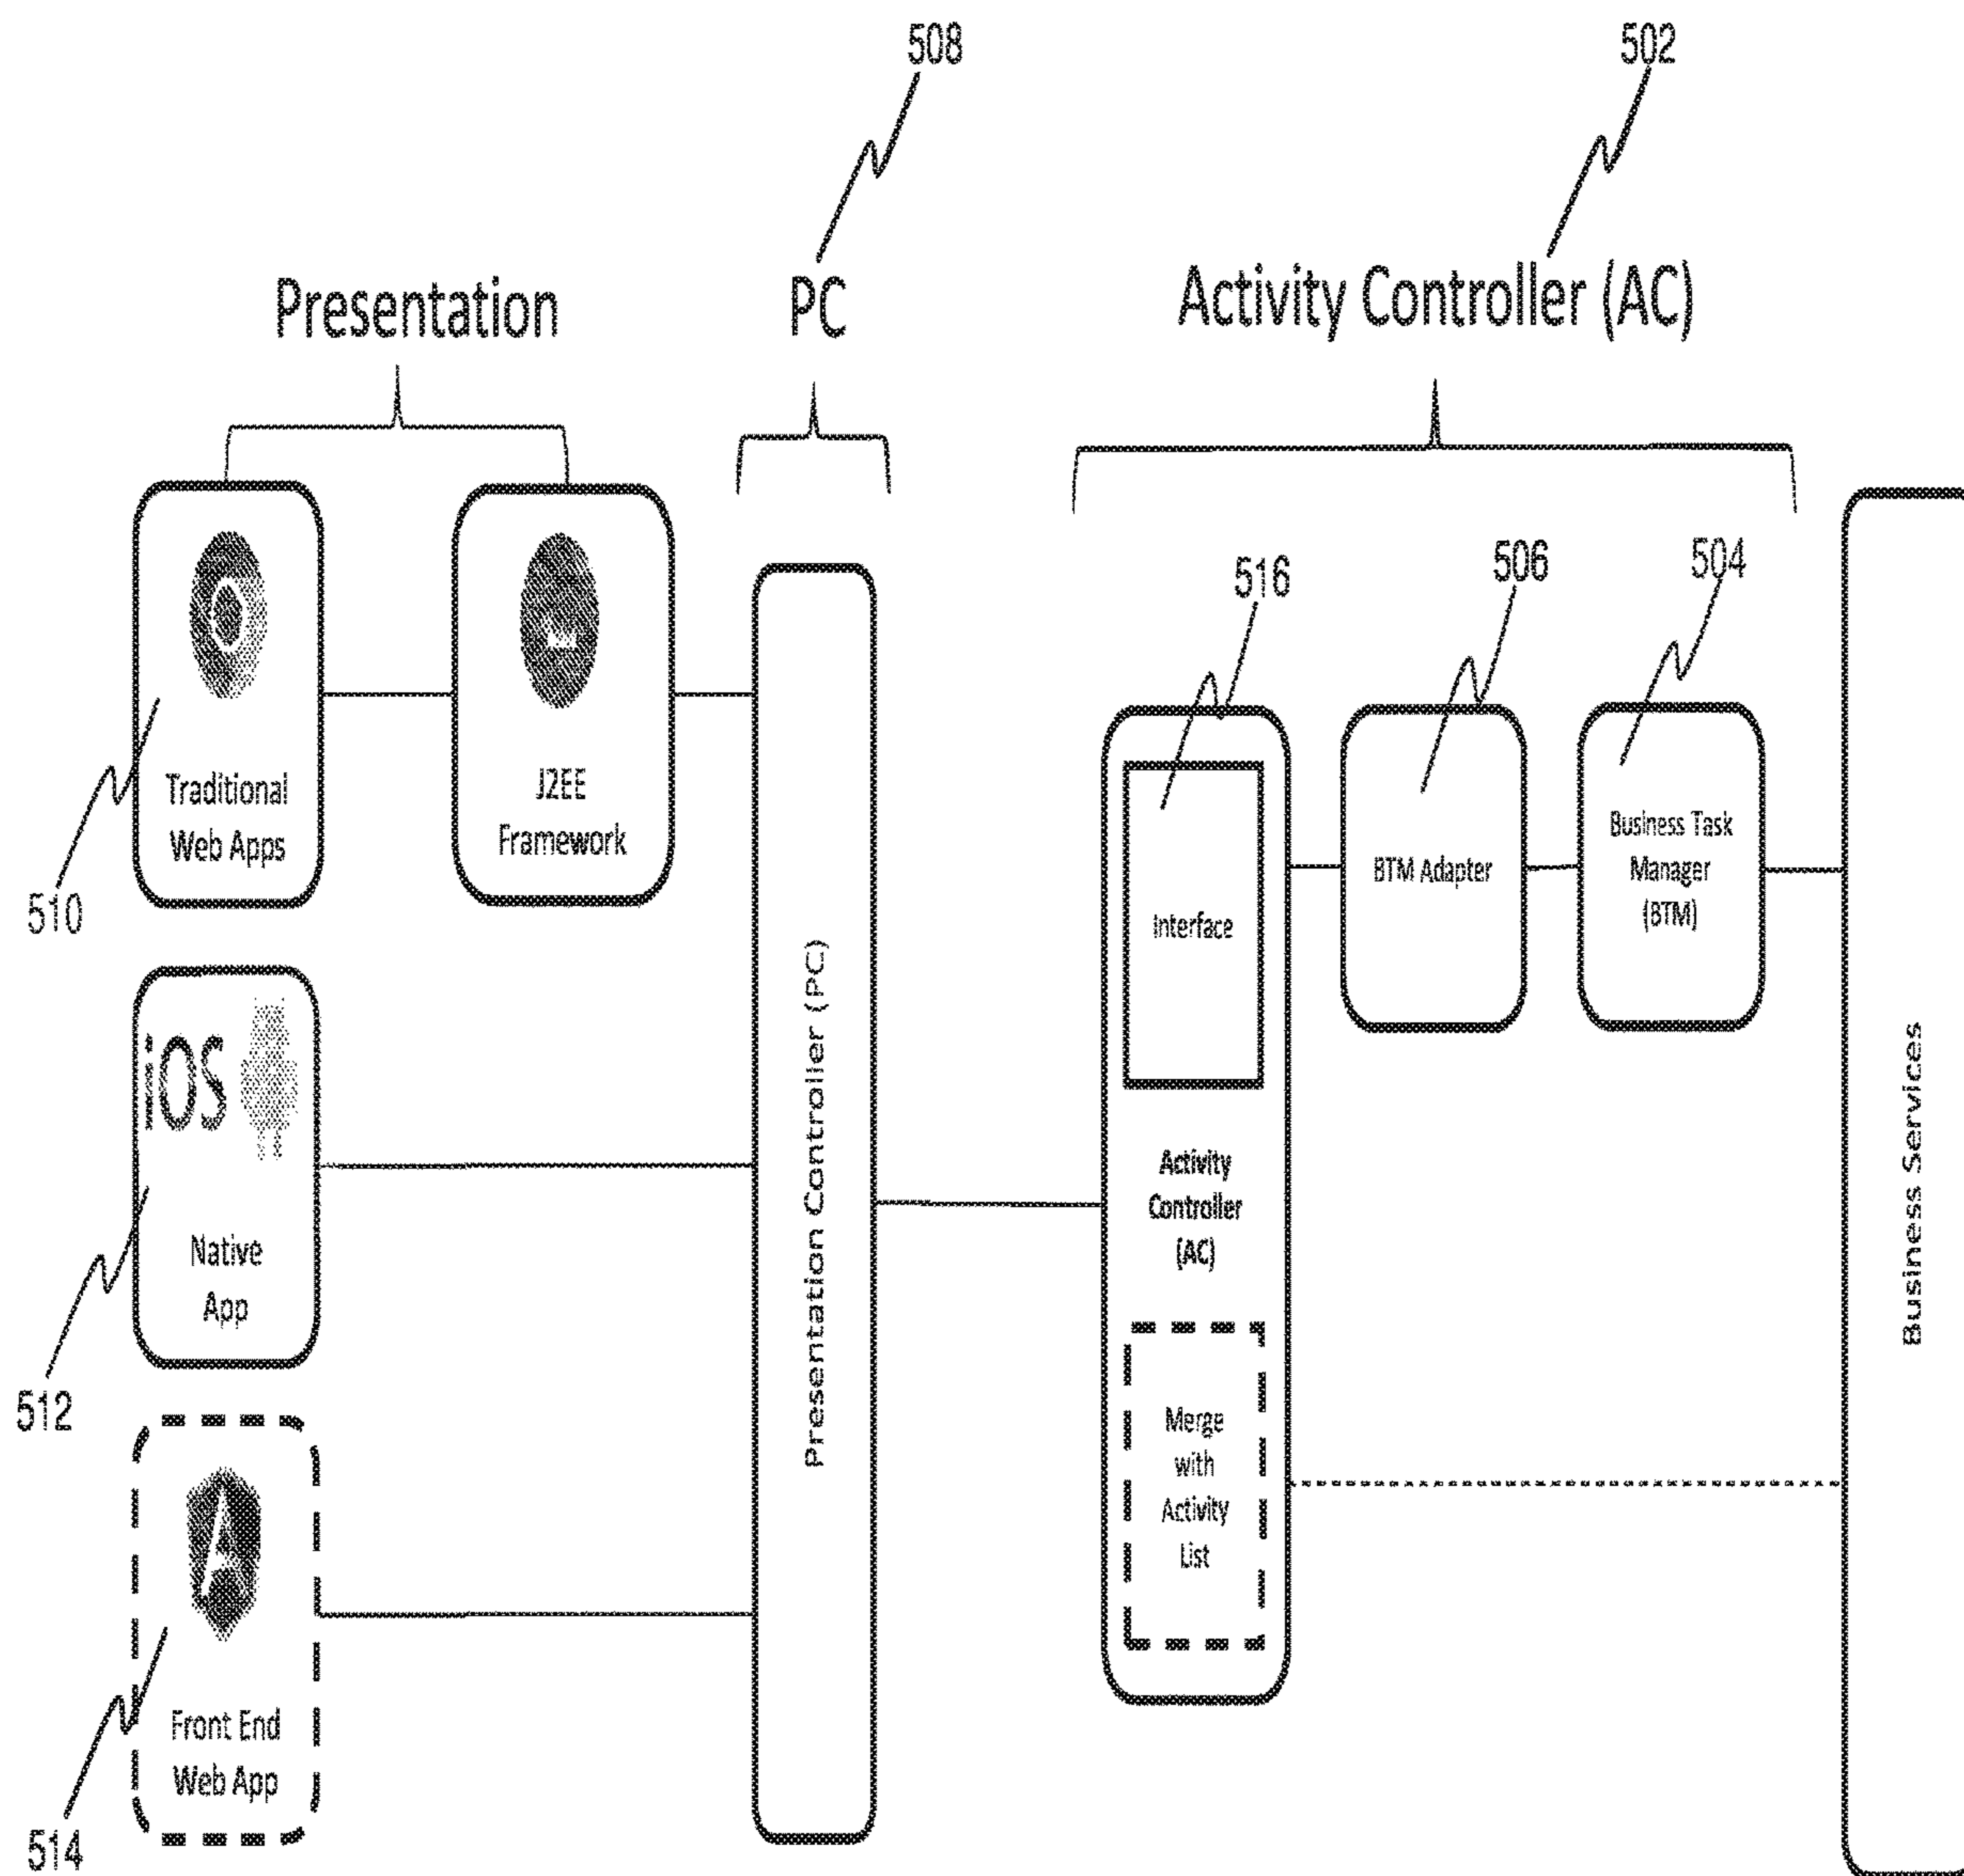 508
502
Presentation
PC
Activity Controller (AC)
516
506
504
Traditional
Web Apps
J2EE
Framework
510
Interface
BTM Adapter
Business Task
Manager
(BTM)
iOS
Native
App
512
Presentation Controller (PC)
Activity
Controller
(AC)
Business Services
Merge
with
Activity
List
Front End
Web App
514